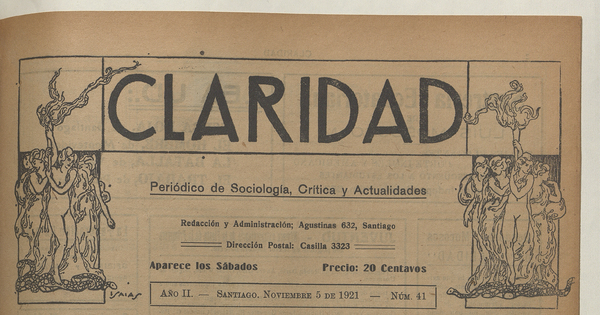 CLARIDAD
Periódico de Sociología, Crítica y Actualidades
Redacción y Administración; Agustinas 632, Santiago
Dirección Postal: Casilla 3323
Aparece los Sábados Precio: 20 Centavos
ISAIAS
AÑO II. — SANTIAGO. NOVIEMBRE 5 DE 1921 — NÚM. 41